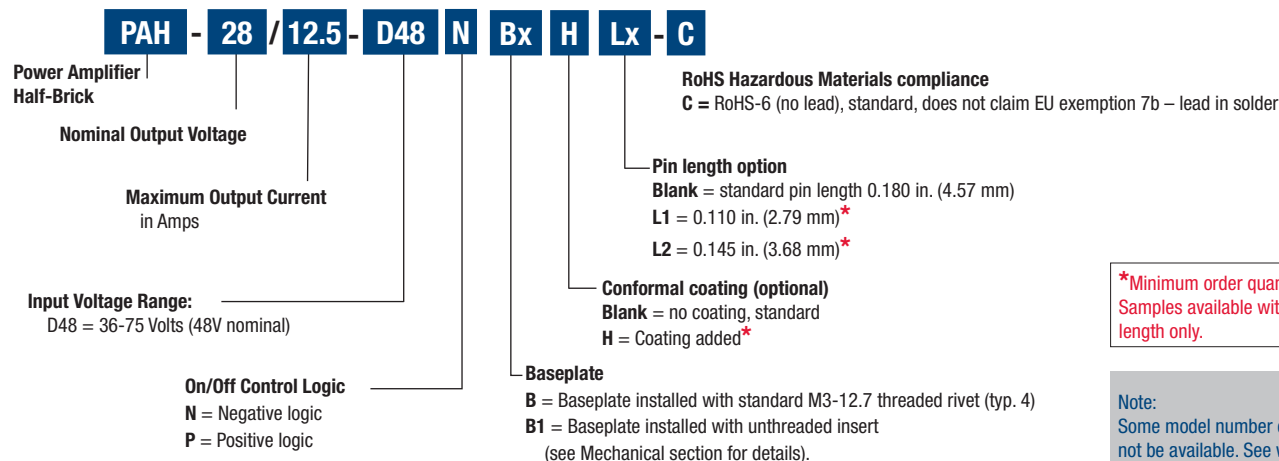 PAH - 28 / 12.5 - D48 N Bx H Lx - C
Power Amplifier
Half-Brick
Nominal Output Voltage
Maximum Output Current
in Amps
Input Voltage Range:
D48 = 36-75 Volts (48V nominal)
On/Off Control Logic
N = Negative logic
P = Positive logic
RoHS Hazardous Materials compliance
C = RoHS-6 (no lead), standard, does not claim EU exemption 7b – lead in solder
Pin length option
Blank = standard pin length 0.180 in. (4.57 mm)
L1 = 0.110 in. (2.79 mm)*
L2 = 0.145 in. (3.68 mm)*
Conformal coating (optional)
Blank = no coating, standard
H = Coating added*
Baseplate
B = Baseplate installed with standard M3-12.7 threaded rivet (typ. 4)
B1 = Baseplate installed with unthreaded insert
(see Mechanical section for details).
*Minimum order
Samples available
length only.
Note:
Some model number
not be available. See